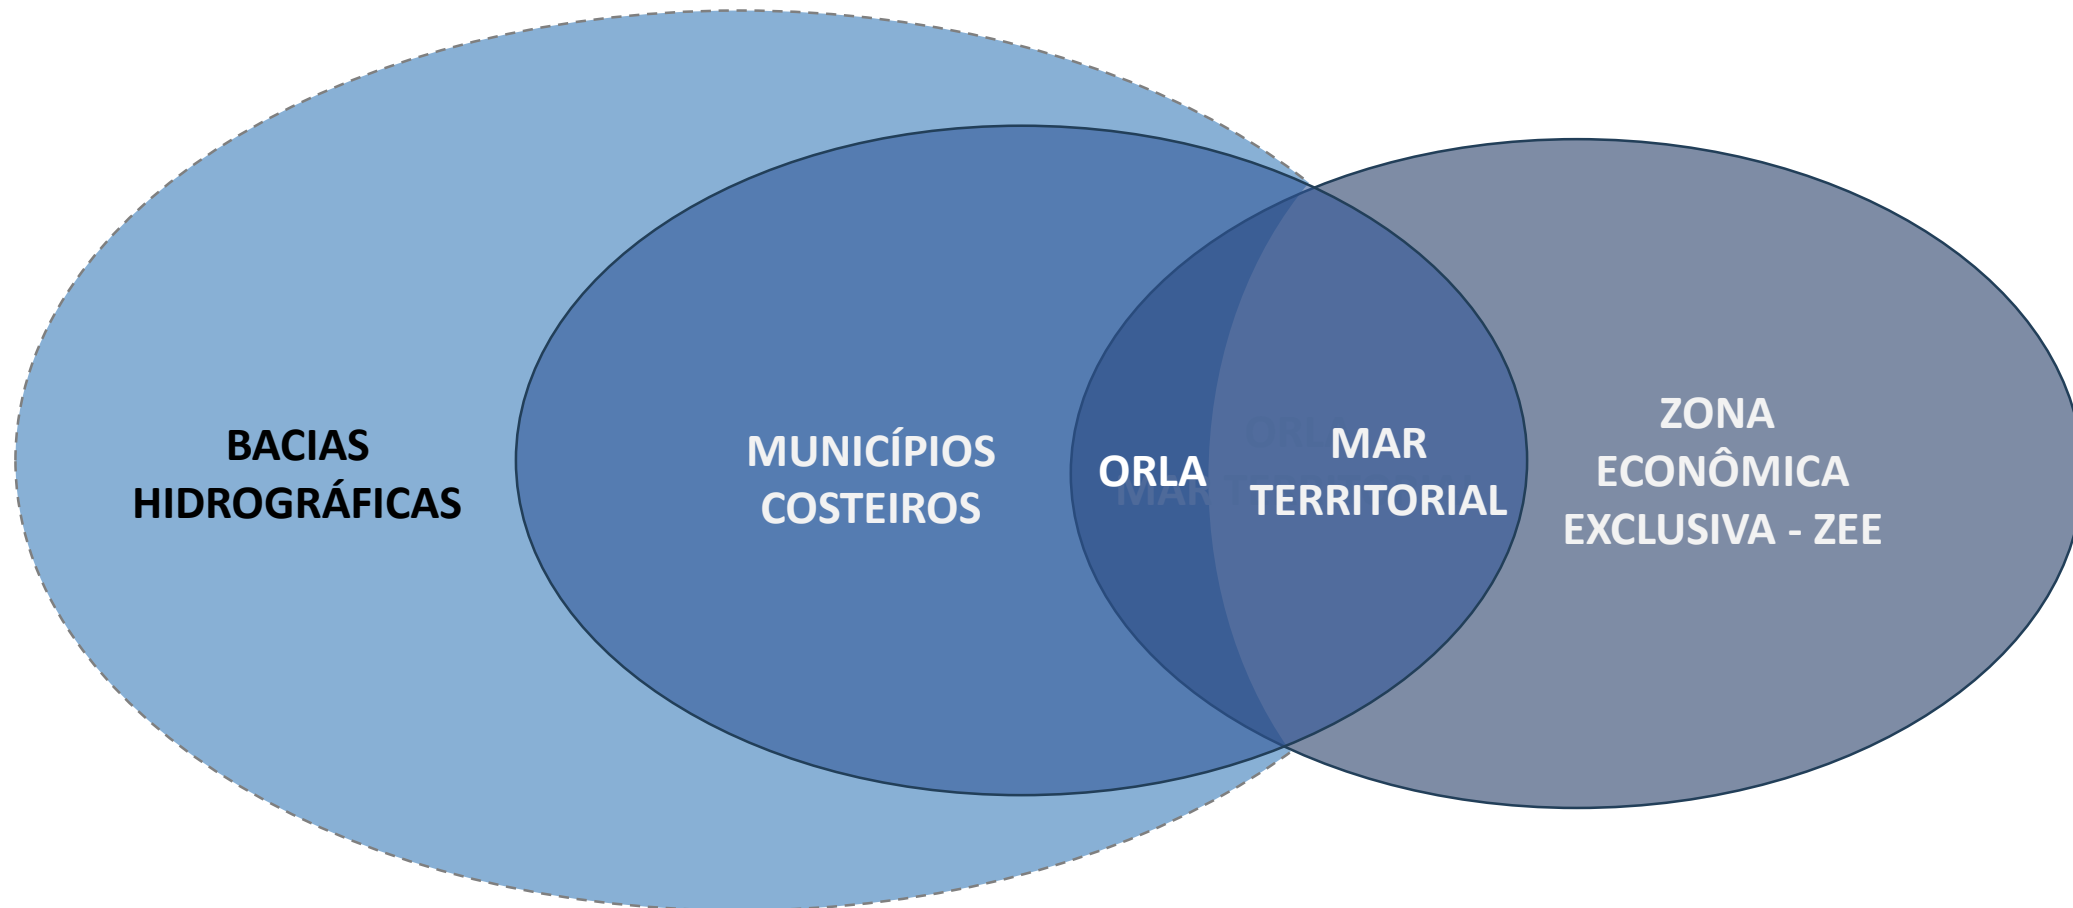 BACIAS
HIDROGRÁFICAS
MUNICÍPIOS
COSTEIROS
ORLA
MAR
TERRITORIAL
ZONA
ECONÔMICA
EXCLUSIVA - ZEE